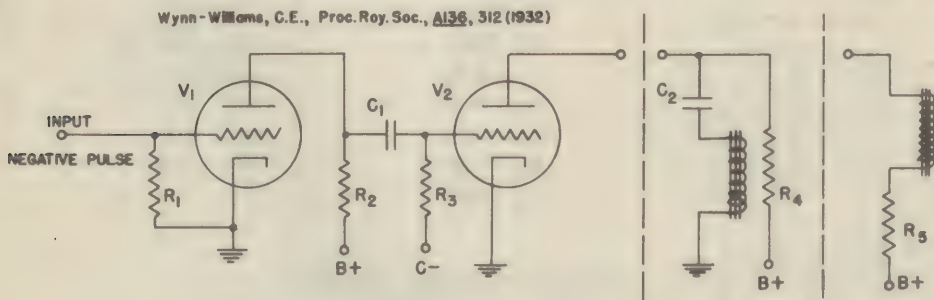 Wynn-Williams, C.E., Proc. Roy. Soc., A136, 312 (1932)
V1
V2
C1
C2
INPUT
NEGATIVE PULSE
R1
R2
R3
R4
R5
B+
C-
B+
B+